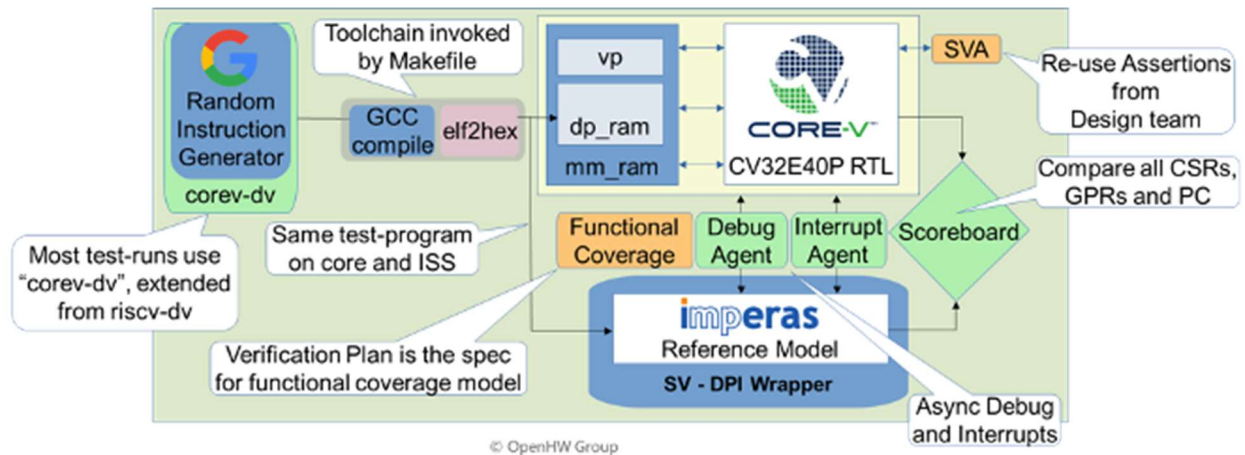 Toolchain invoked
by Makefile
Random
Instruction
Generator
corev-dv
GCC
compile
elf2hex
vp
dp_ram
mm_ram
CORE-V™
CV32E40P RTL
SVA
Re-use Assertions
from
Design team
Compare all CSRs,
GPRs and PC
Scoreboard
Most test-runs use
“corev-dv”, extended
from riscv-dv
Same test-program
on core and ISS
Functional
Coverage
Debug
Agent
Interrupt
Agent
imperas
Reference Model
SV - DPI Wrapper
Verification Plan is the spec
for functional coverage model
Async Debug
and Interrupts
© OpenHW Group